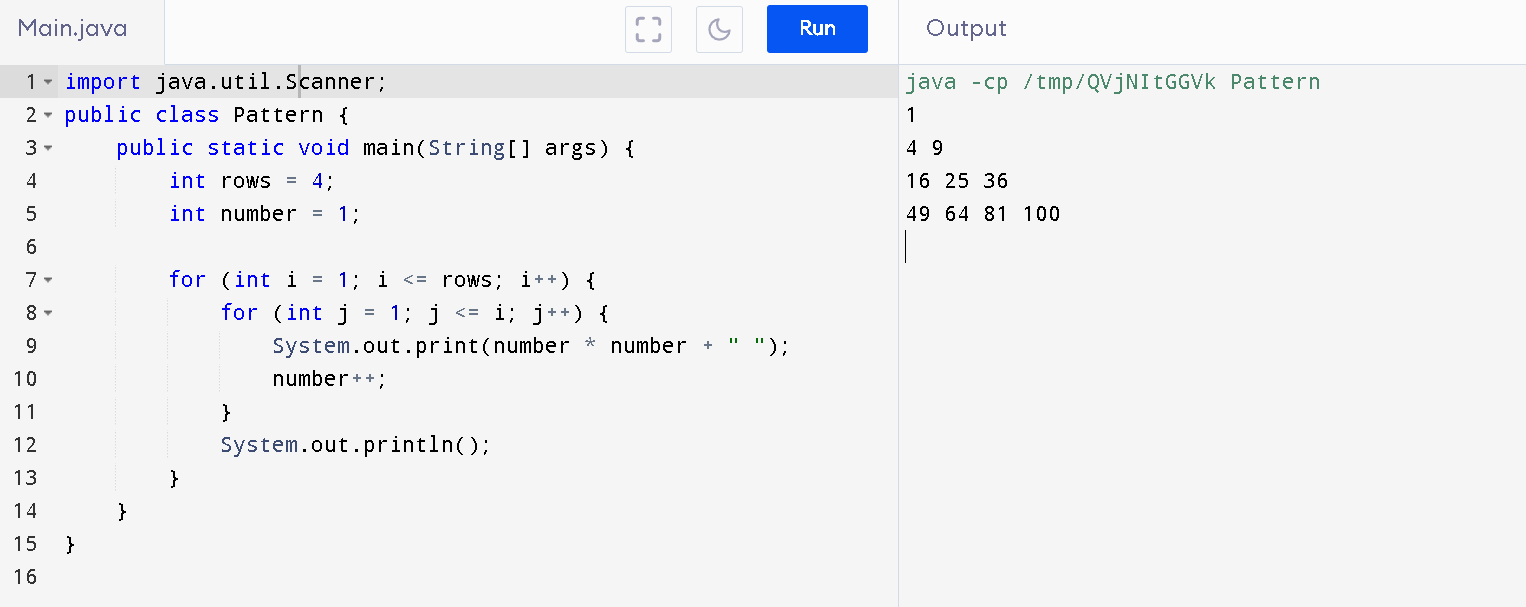 Main.java
Run
Output
1 import java.util.Scanner;
2 public class Pattern {
3     public static void main(String[] args) {
4         int rows = 4;
5         int number = 1;
6
7         for (int i = 1; i <= rows; i++) {
8             for (int j = 1; j <= i; j++) {
9                 System.out.print(number * number + " ");
10                 number++;
11             }
12             System.out.println();
13         }
14     }
15 }
16
java -cp /tmp/QVjNItGGVk Pattern
1
4 9
16 25 36
49 64 81 100